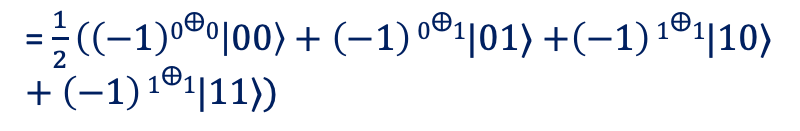 =½((−1)⁰⊕⁰|00⟩ + (−1) ⁰⊕¹|01⟩ +(−1) ¹⊕¹|10⟩
+ (−1) ¹⊕¹|11⟩)